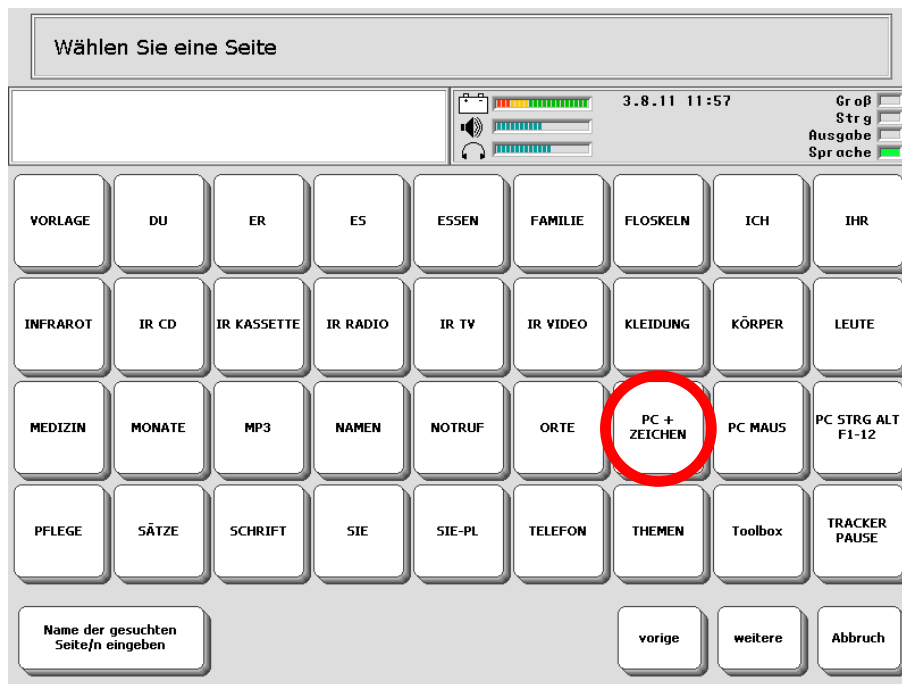 Wählen Sie eine Seite
3.8.11 11:57
Groß
Strg
Ausgabe
Sprache
VORLAGE DU ER ES ESSEN FAMILIE FLOSKELN ICH IHR
INFRAROT IR CD IR KASSETTE IR RADIO IR TV IR VIDEO KLEIDUNG KÖRPER LEUTE
MEDIZIN MONATE MP3 NAMEN NOTRUF ORTE PC + ZEICHEN PC MAUS PC STRG ALT F1-12
PFLEGE SÄTZE SCHRIFT SIE SIE-PL TELEFON THEMEN Toolbox TRACKER PAUSE
Name der gesuchten
Seite/n eingeben
vorige weitere Abbruch